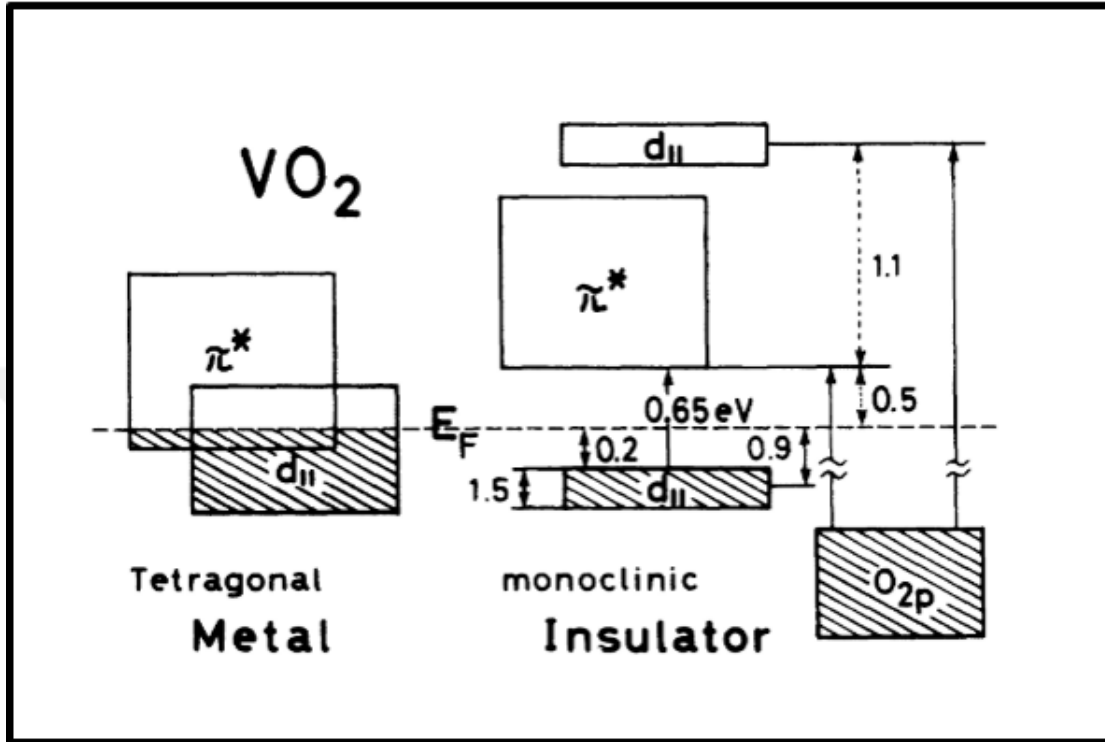 VO₂
π*
d||
E_F
Tetragonal
Metal
d||
π*
0.65 eV
0.2
1.5
d||
0.9
0.5
1.1
monoclinic
Insulator
O₂p